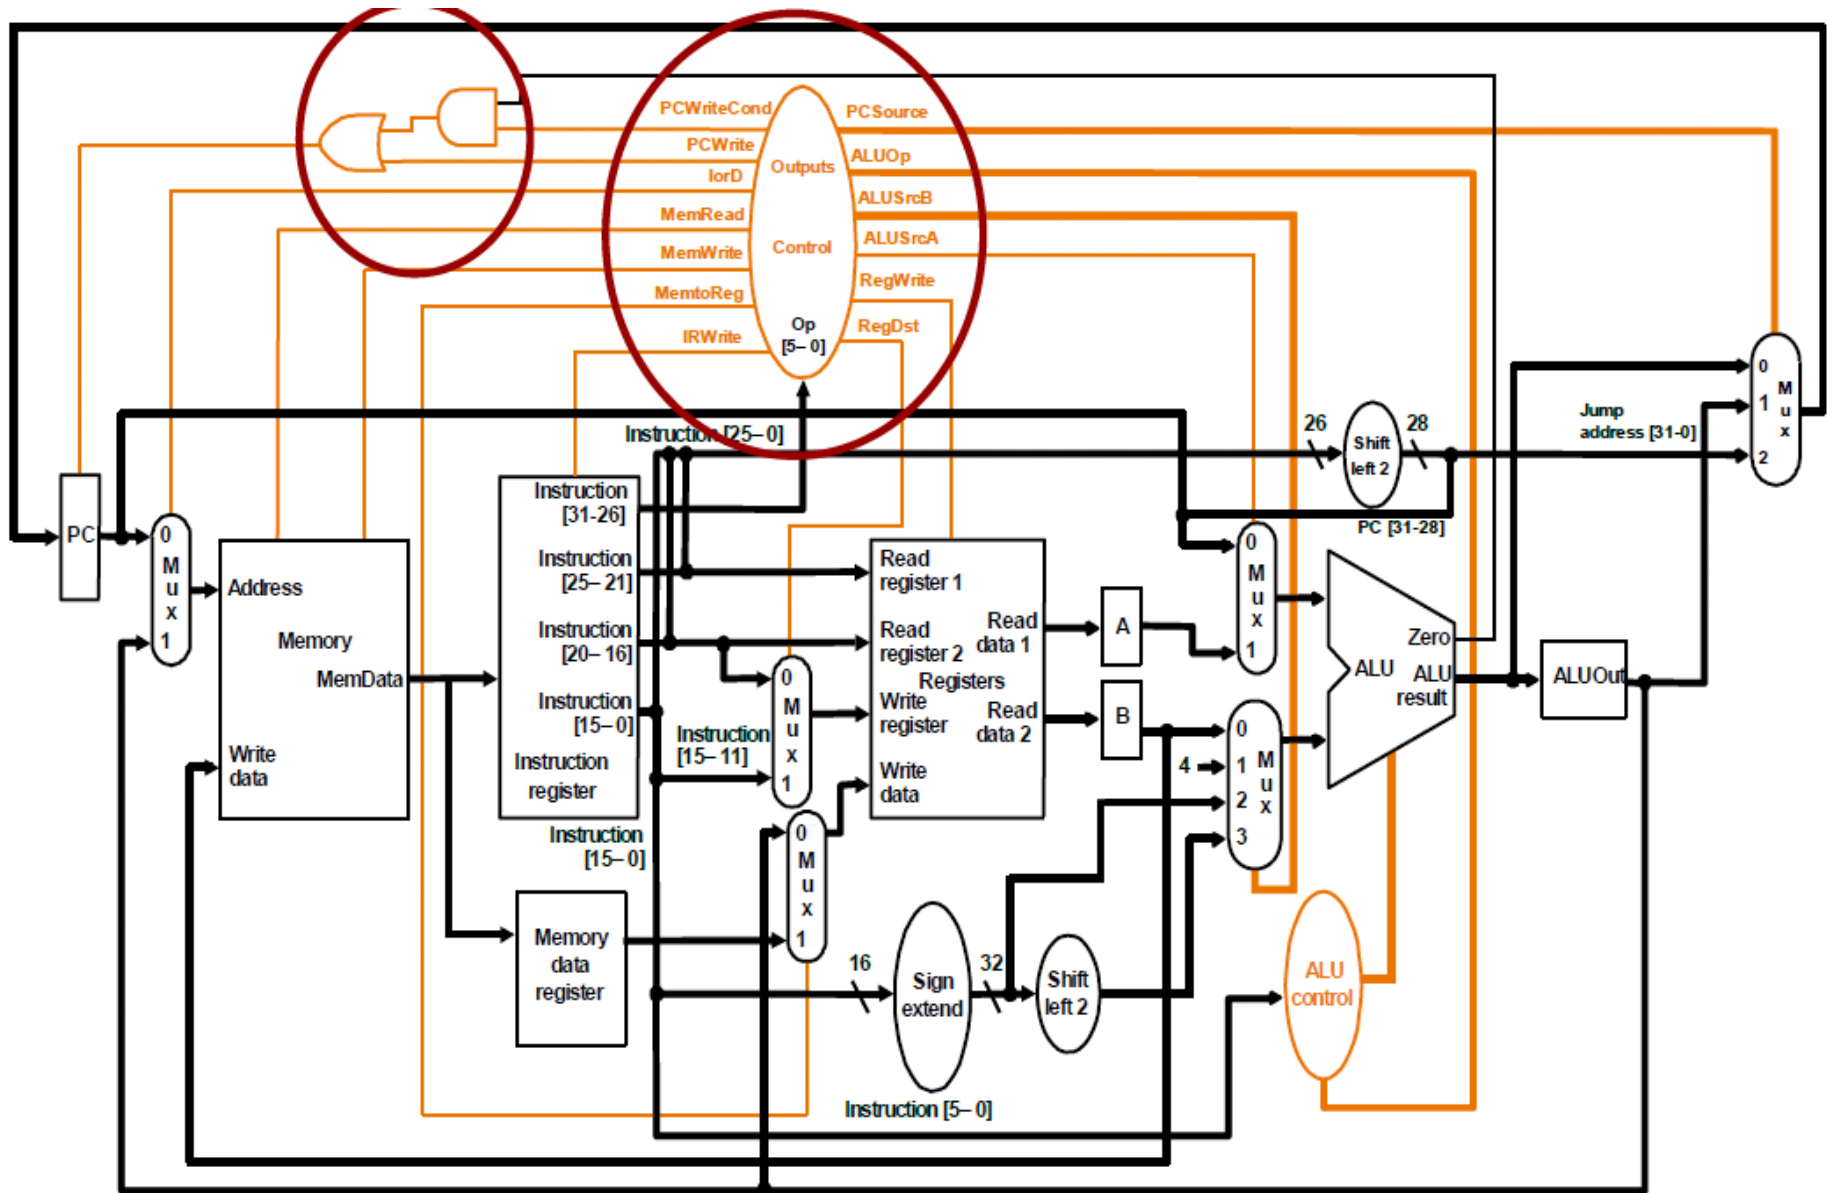 PCWriteCond
PCSource
PCWrite
ALUOp
Outputs
IorD
ALUSrcB
MemRead
ALUSrcA
Control
MemWrite
RegWrite
MemtoReg
RegDst
Op
[5–0]
IRWrite
Instruction [25–0]
26
Shift
left 2
28
Jump
address [31-0]
0
1
2
M
u
x
PC [31-28]
PC
0
M
u
x
1
Address
Memory
MemData
Write
data
Instruction
[31-26]
Instruction
[25–21]
Instruction
[20–16]
Instruction
[15–0]
Instruction
register
Instruction
[15–11]
0
M
u
x
1
Instruction
[15–0]
Memory
data
register
0
M
u
x
1
Read
register 1
Read
register 2
Registers
Write
register
Write
data
Read
data 1
Read
data 2
A
B
0
M
u
x
1
4
0
1
2
3
M
u
x
Zero
ALU
ALU
result
ALUOut
16
Sign
extend
32
Shift
left 2
ALU
control
Instruction [5–0]